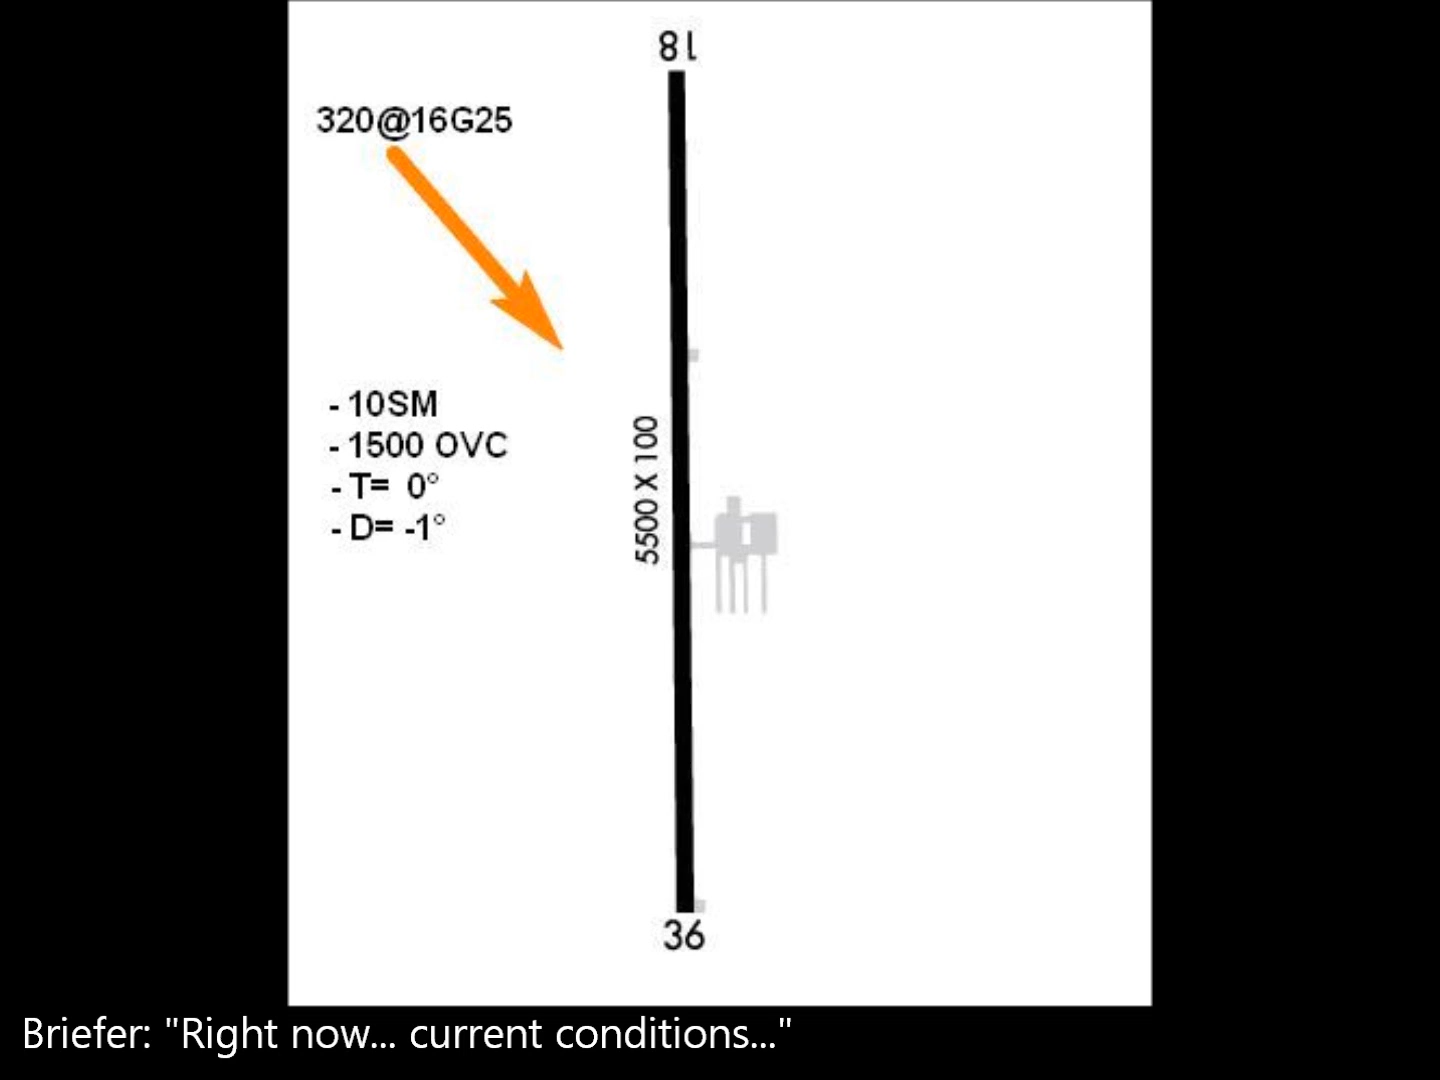 18
320@16G25
- 10SM
- 1500 OVC
- T= 0°
- D= -1°
5500 X 100
36
Briefer: "Right now... current conditions..."